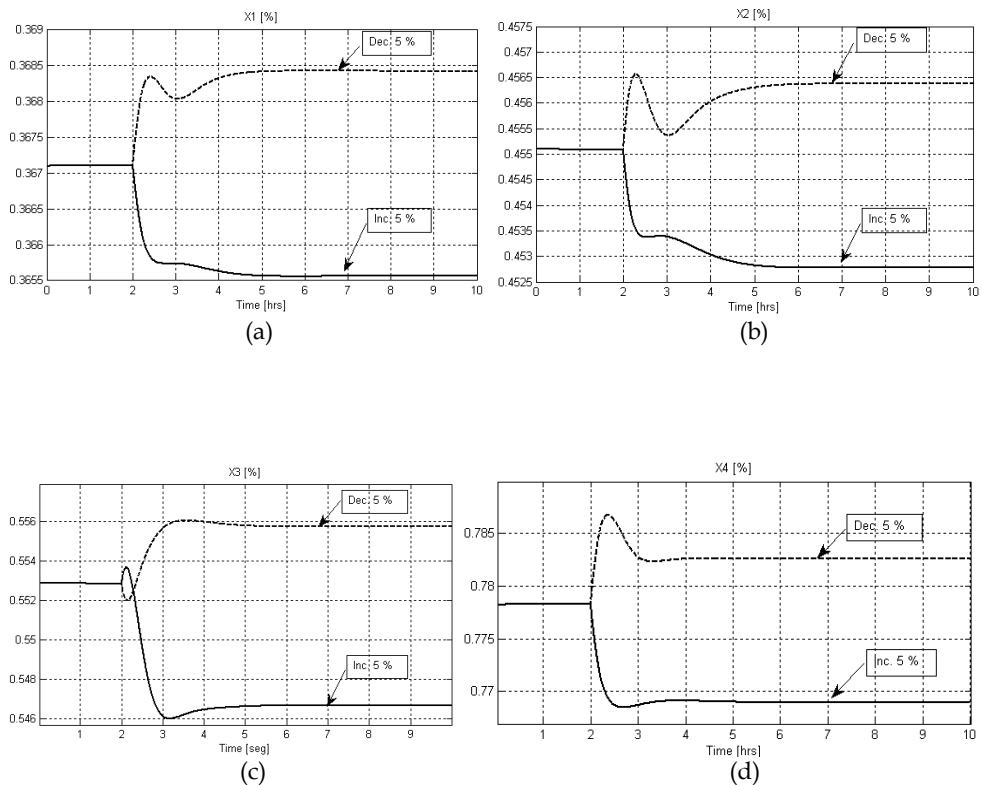 X1 [%]
0.369
0.3685
0.368
0.3675
0.367
0.3665
0.366
0.3655
Dec. 5 %
Inc. 5 %
0 1 2 3 4 5 6 7 8 9 10
Time [hrs]
(a)
X2 [%]
0.4575
0.457
0.4565
0.456
0.4555
0.455
0.4545
0.454
0.4535
0.453
0.4525
Dec. 5 %
Inc. 5 %
0 1 2 3 4 5 6 7 8 9 10
Time [hrs]
(b)
X3 [%]
0.556
0.554
0.552
0.55
0.548
0.546
Dec. 5 %
Inc. 5 %
1 2 3 4 5 6 7 8 9
Time [seg]
(c)
X4 [%]
0.785
0.78
0.775
0.77
Dec. 5 %
Inc. 5 %
1 2 3 4 5 6 7 8 9 10
Time [hrs]
(d)